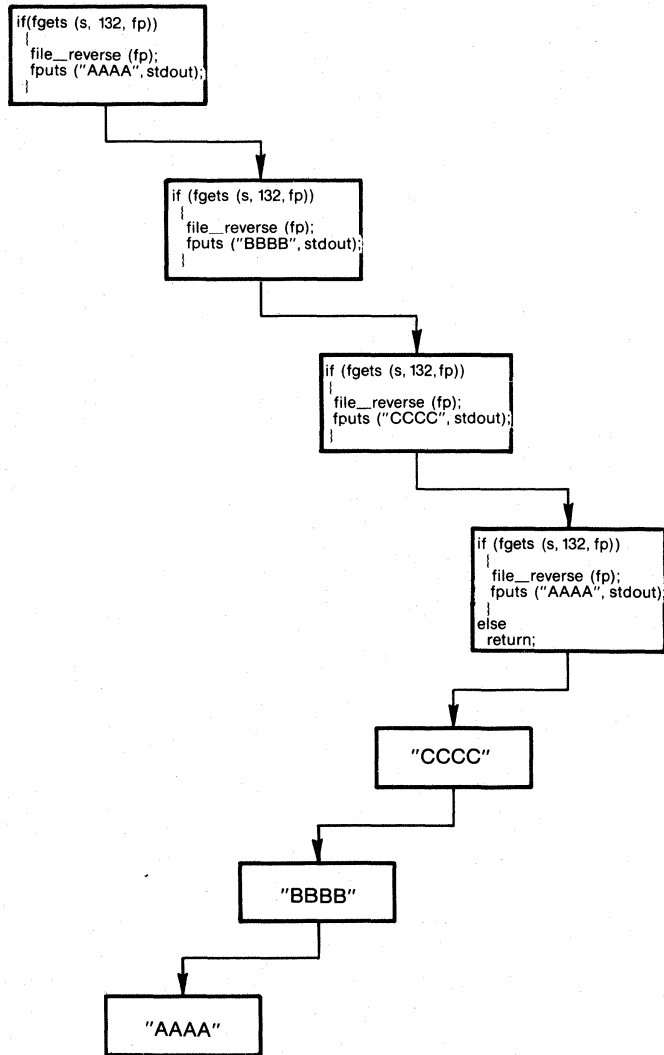 if(fgets (s, 132, fp))
{
file__reverse (fp);
fputs ("AAAA", stdout);
}
if (fgets (s, 132, fp))
{
file__reverse (fp);
fputs ("BBBB", stdout);
}
if (fgets (s, 132, fp))
{
file__reverse (fp);
fputs ("CCCC", stdout);
}
if (fgets (s, 132, fp))
{
file__reverse (fp);
fputs ("AAAA", stdout);
}
else
return;
"CCCC"
"BBBB"
"AAAA"